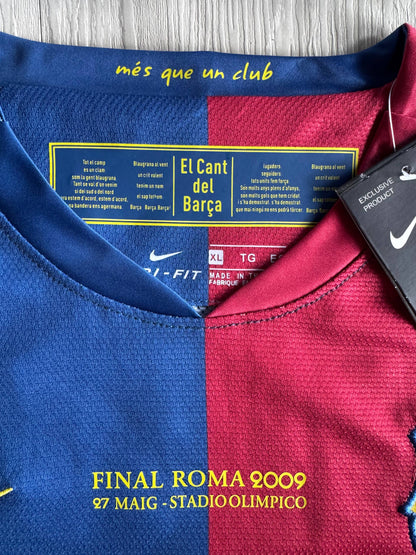 més que un club
Tot el camp
es un clam
som la gent blaugrana
Tant se val d'on venim
si del sud o del nord
ara estem d'acord, estem d'acord,
una bandera ens agermana
Blaugrana al vent
un crit valent
tenim un nom
el sap tothom
Barça, Barça, Barça!
El Cant
del
Barça
jugadors,
seguidors
tots units fem força.
Son molts anys plens d'afanys,
son molts gols que hem cridat
i s'ha demostrat, s'ha demostrat
que mai ningú no ens podrà tòrcer
Blaugrana al vent
un crit valent
tenim un nom
el sap
Barça, Ba
DRI-FIT
XL TG
MADE IN T
FABRIQUÉ
EXCLUSIVE
PRODUCT
FINAL ROMA 2009
27 MAIG - STADIO OLIMPICO